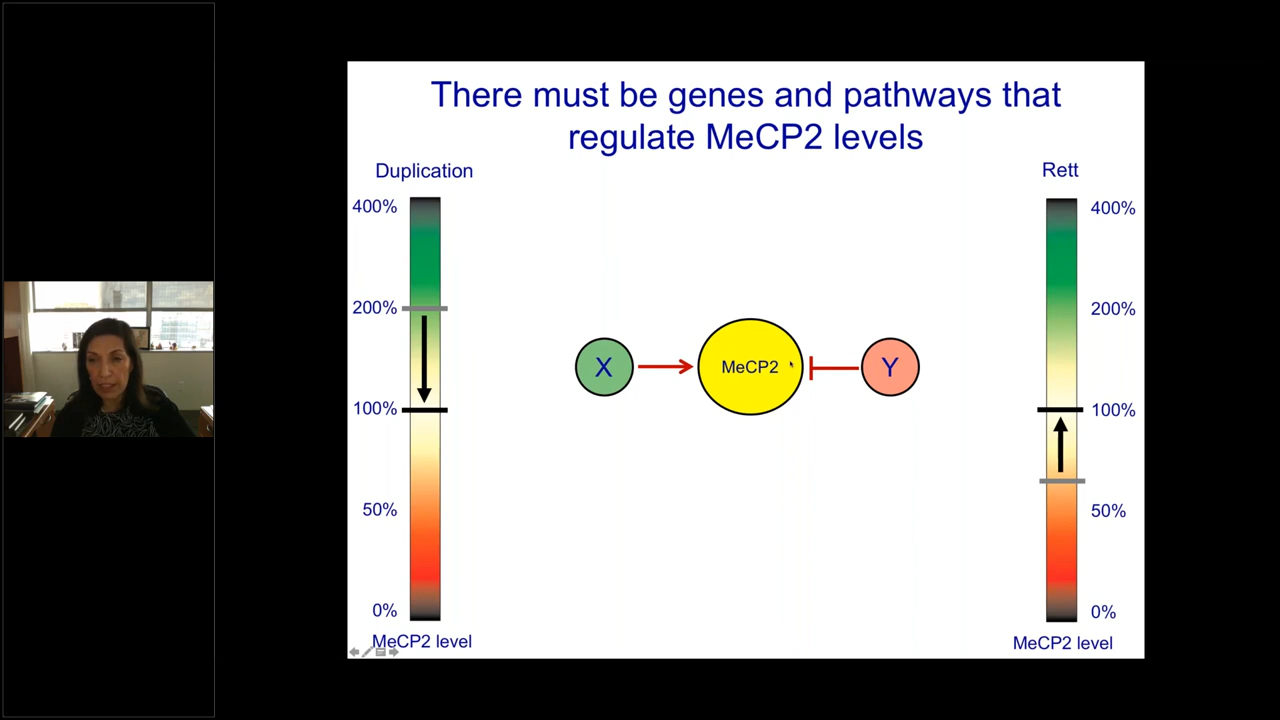 There must be genes and pathways that
regulate MeCP2 levels
Duplication
400%
200%
100%
50%
0%
MeCP2 level
X
MeCP2
Y
Rett
400%
200%
100%
50%
0%
MeCP2 level